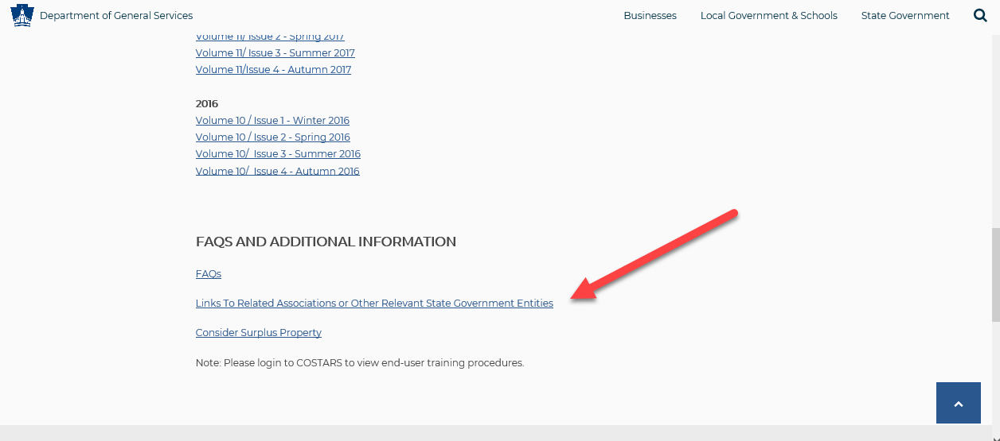 Department of General Services
Businesses
Local Government & Schools
State Government
Volume 11/ Issue 2 - Spring 2017
Volume 11/ Issue 3 - Summer 2017
Volume 11/Issue 4 - Autumn 2017
2016
Volume 10 / Issue 1 - Winter 2016
Volume 10 / Issue 2 - Spring 2016
Volume 10/  Issue 3 - Summer 2016
Volume 10/  Issue 4 - Autumn 2016
FAQS AND ADDITIONAL INFORMATION
FAQs
Links To Related Associations or Other Relevant State Government Entities
Consider Surplus Property
Note: Please login to COSTARS to view end-user training procedures.